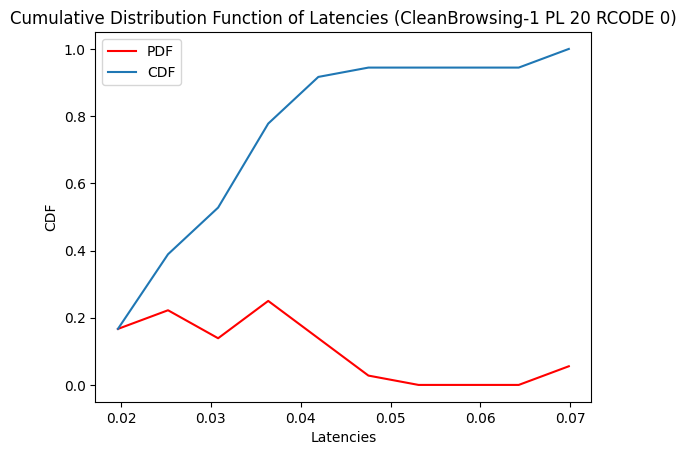 Cumulative Distribution Function of Latencies (CleanBrowsing-1 PL 20 RCODE 0)
PDF
CDF
1.0
0.8
0.6
0.4
0.2
0.0
CDF
0.02 0.03 0.04 0.05 0.06 0.07
Latencies